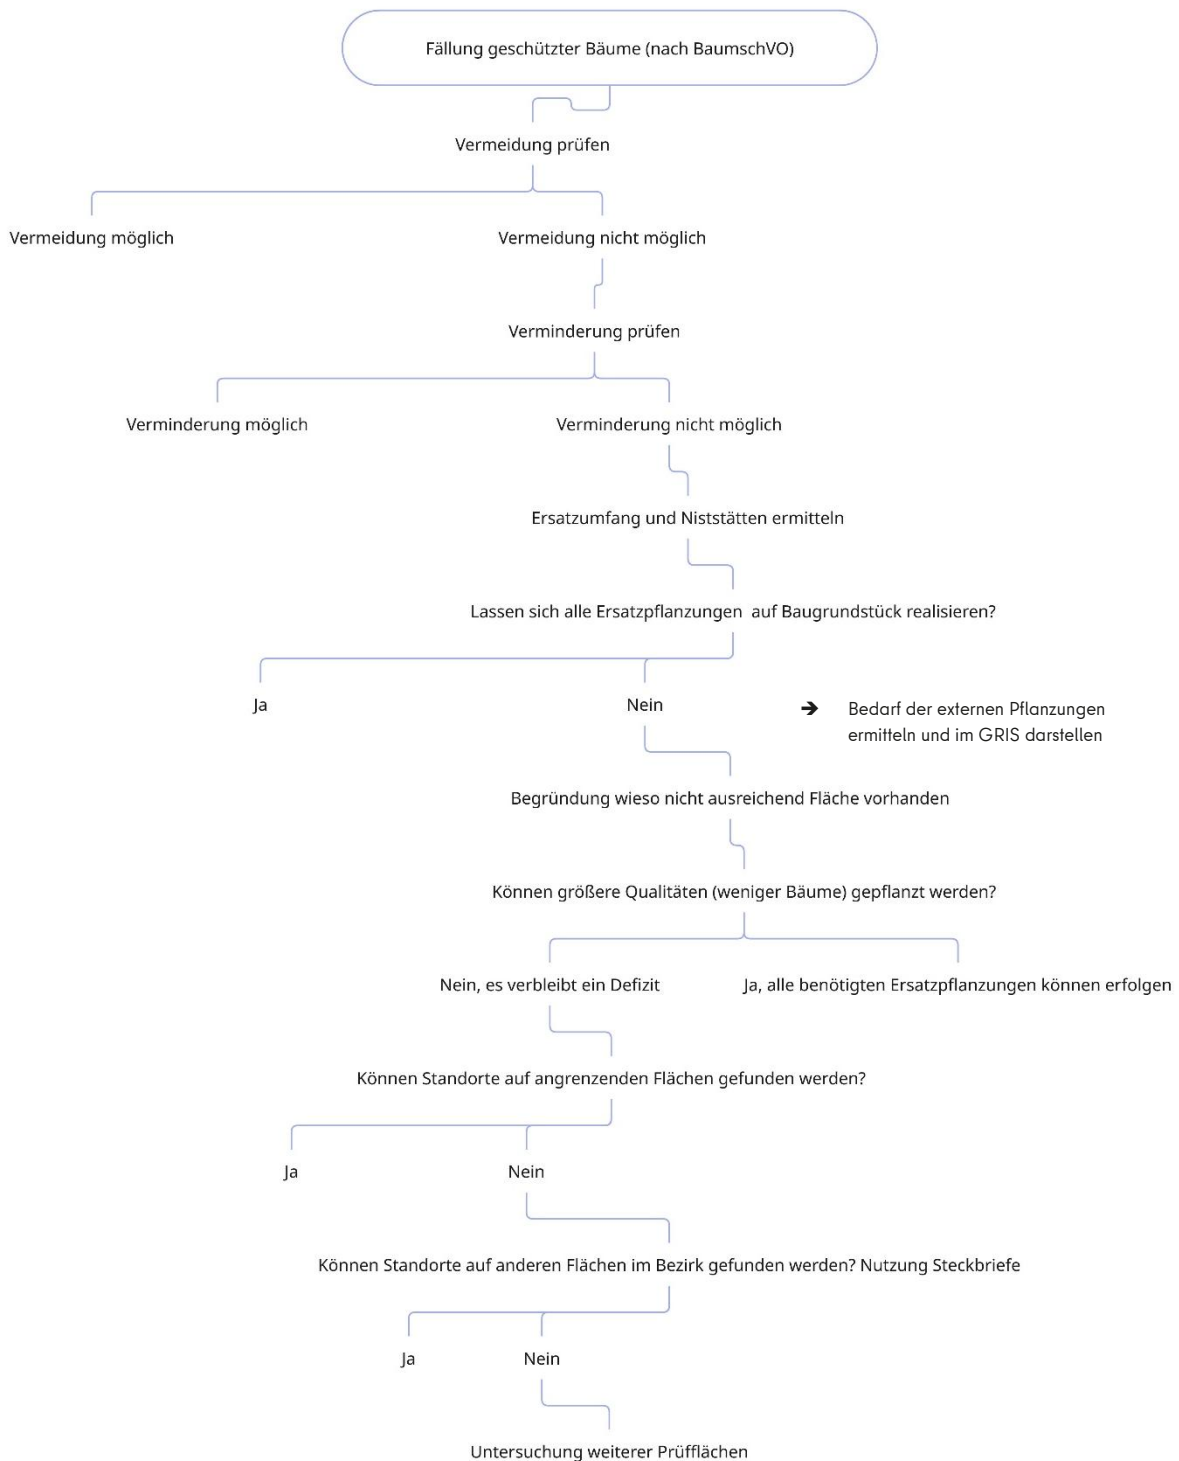 Fällung geschützter Bäume (nach BaumschVO)
Vermeidung prüfen
Vermeidung möglich
Vermeidung nicht möglich
Verminderung prüfen
Verminderung möglich
Verminderung nicht möglich
Ersatzumfang und Niststätten ermitteln
Lassen sich alle Ersatzpflanzungen auf Baugrundstück realisieren?
Ja
Nein
➔ Bedarf der externen Pflanzungen
ermitteln und im GRIS darstellen
Begründung wieso nicht ausreichend Fläche vorhanden
Können größere Qualitäten (weniger Bäume) gepflanzt werden?
Nein, es verbleibt ein Defizit
Ja, alle benötigten Ersatzpflanzungen können erfolgen
Können Standorte auf angrenzenden Flächen gefunden werden?
Ja
Nein
Können Standorte auf anderen Flächen im Bezirk gefunden werden? Nutzung Steckbriefe
Ja
Nein
Untersuchung weiterer Prüfflächen